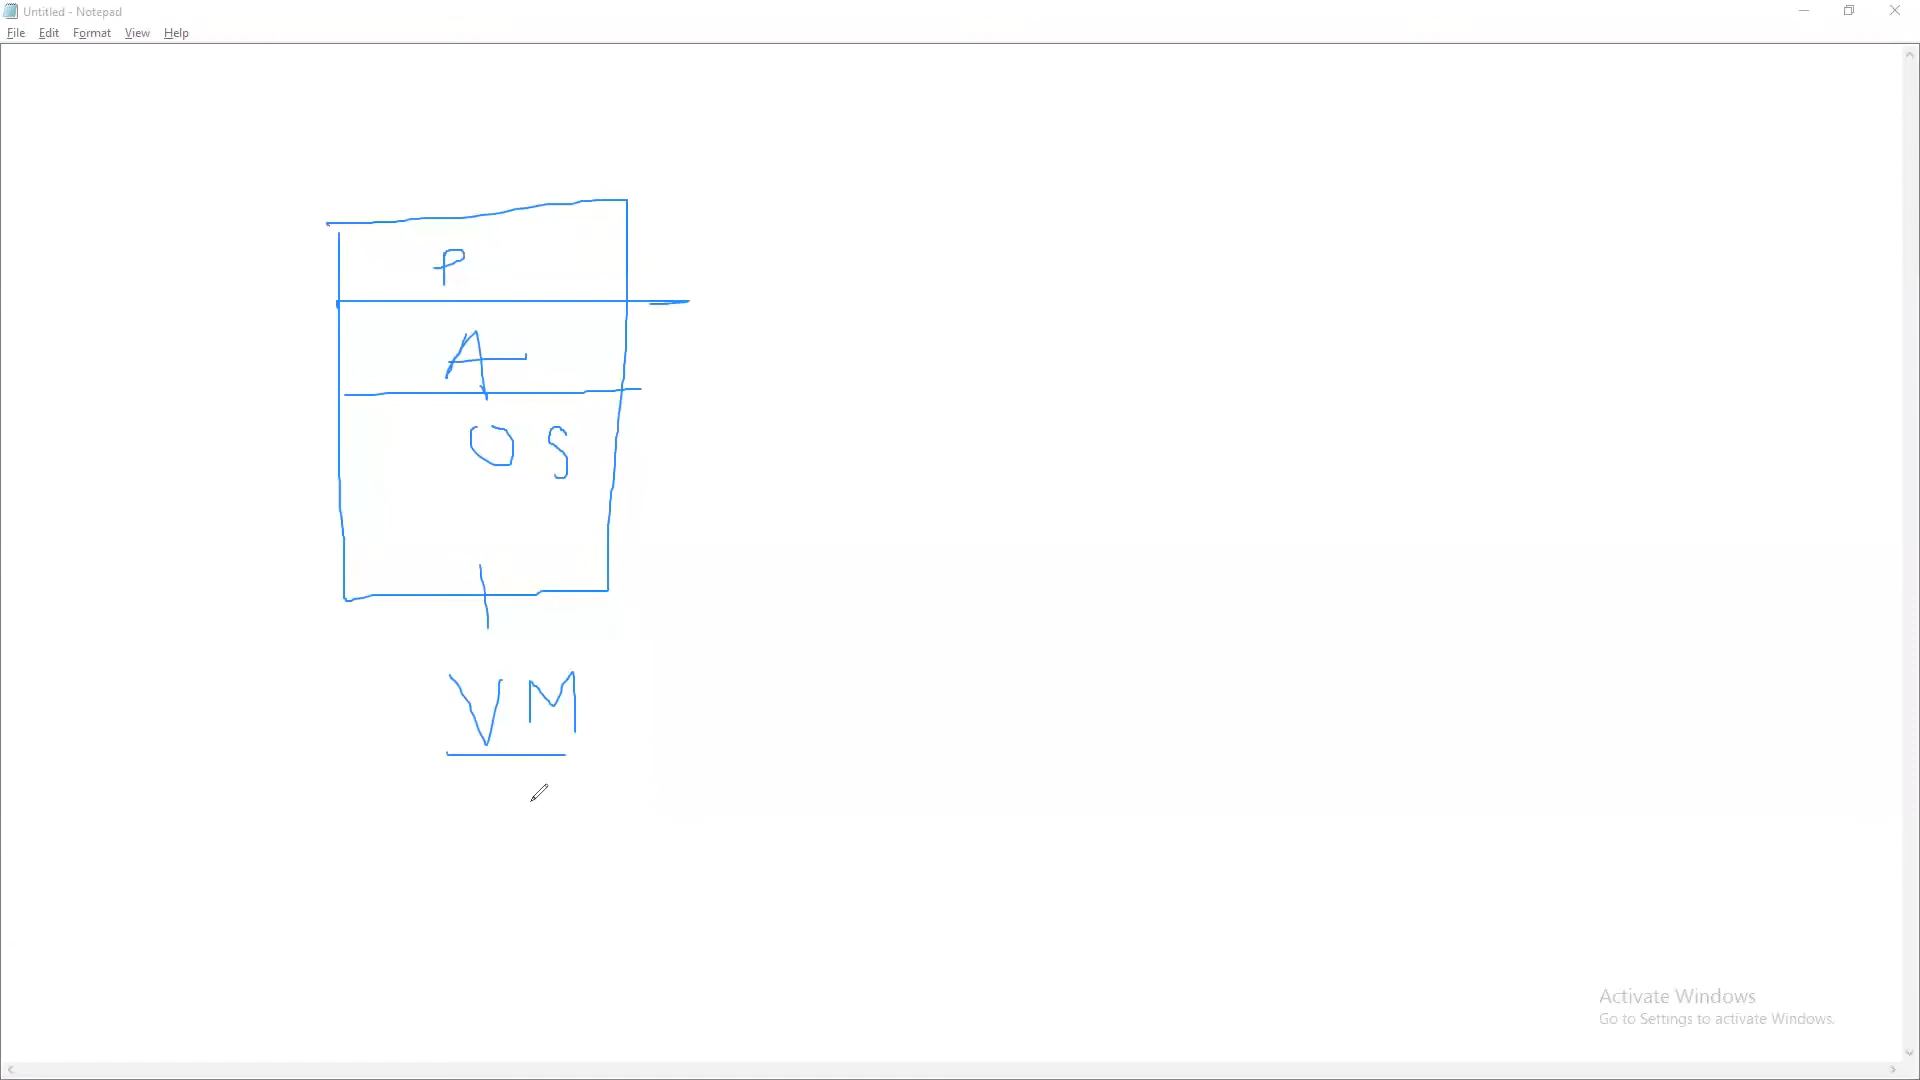 Untitled - Notepad
File Edit Format View Help
P
A
OS
VM
Activate Windows
Go to Settings to activate Windows.